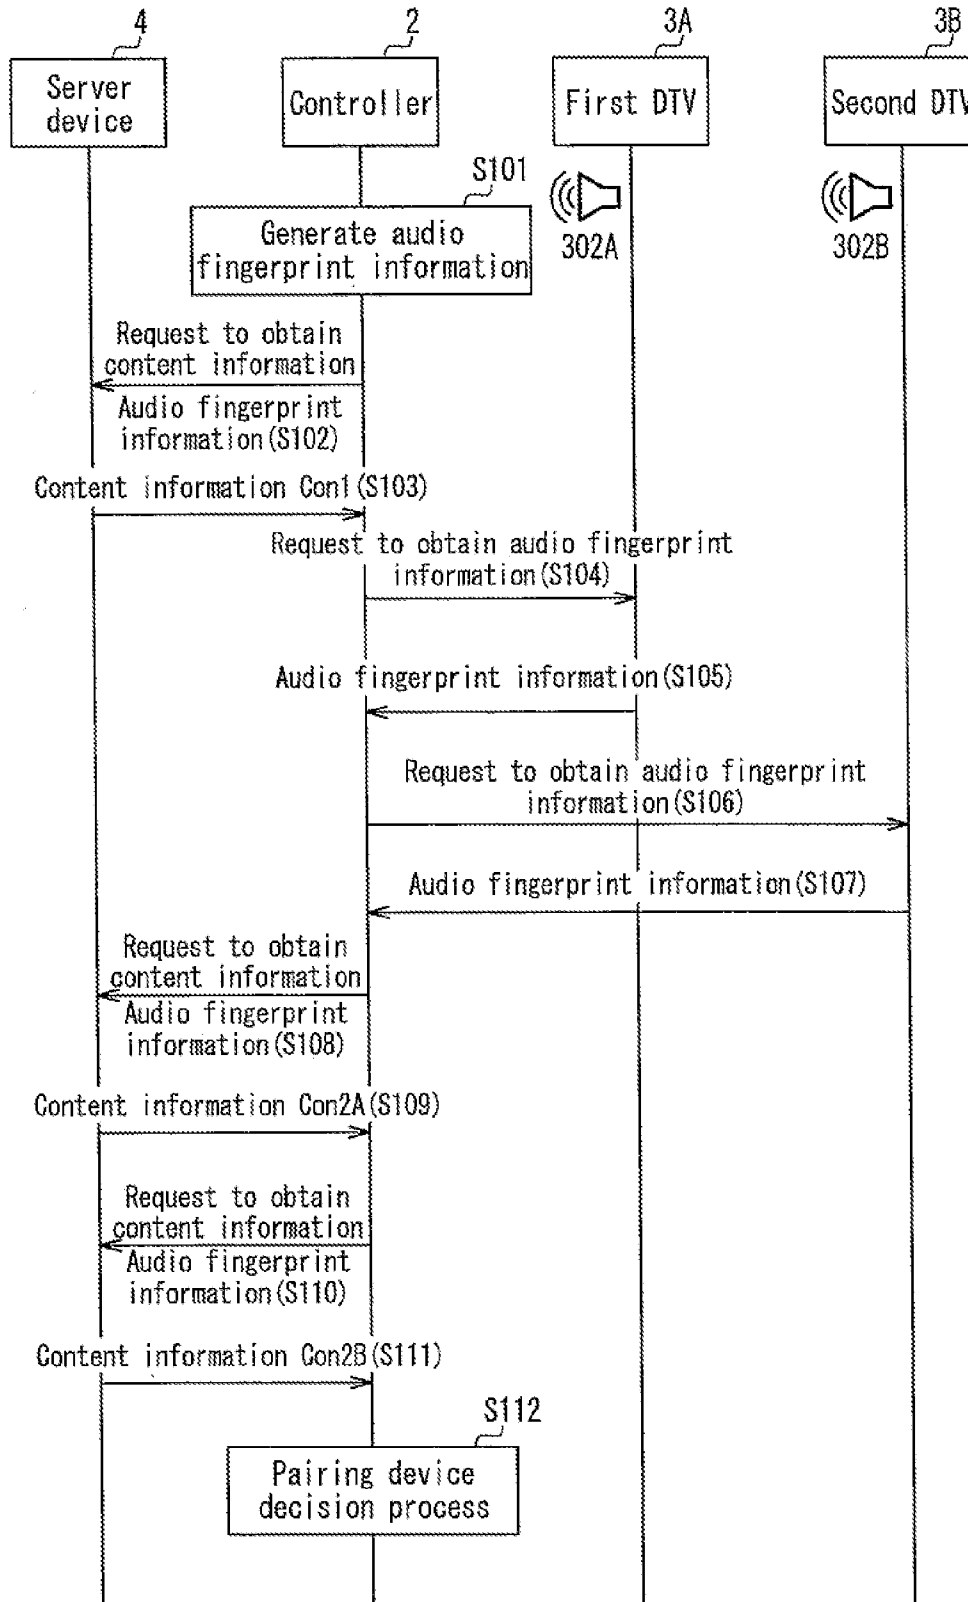 4
2
3A
3B
Server
device
Controller
First DTV
Second DTV
S101
302A
302B
Generate audio
fingerprint information
Request to obtain
content information
Audio fingerprint
information(S102)
Content information Con1(S103)
Request to obtain audio fingerprint
information(S104)
Audio fingerprint information(S105)
Request to obtain audio fingerprint
information(S106)
Audio fingerprint information(S107)
Request to obtain
content information
Audio fingerprint
information(S108)
Content information Con2A(S109)
Request to obtain
content information
Audio fingerprint
information(S110)
Content information Con2B(S111)
S112
Pairing device
decision process